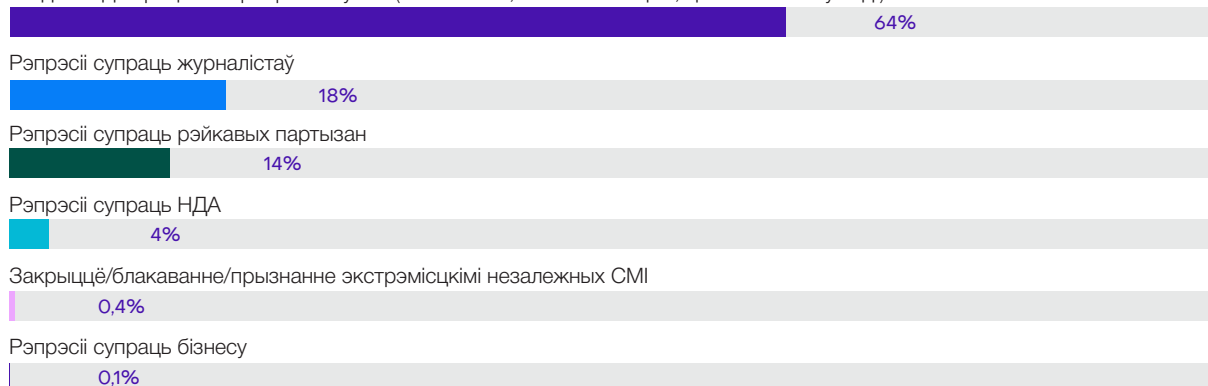 64%
Рэпрэсіі супраць журналістаў
18%
Рэпрэсіі супраць рэйкавых партызан
14%
Рэпрэсіі супраць НДА
4%
Закрыццё/блакаванне/прызнанне экстрэмісцкімі незалежных СМІ
0,4%
Рэпрэсіі супраць бізнесу
0,1%